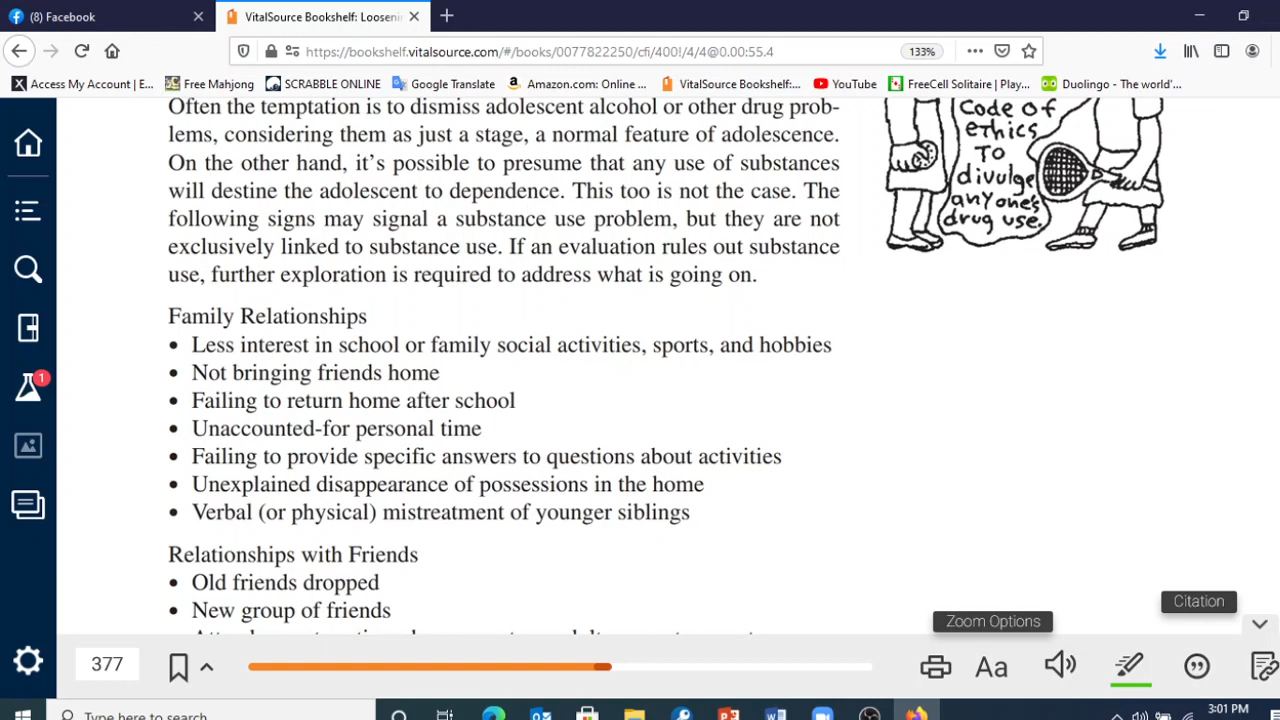 (8) Facebook
VitalSource Bookshelf: Loosenin
https://bookshelf.vitalsource.com/#/books/0077822250/cfi/400!/4/4@0.00:55.4
133%
Access My Account | E...
Free Mahjong
SCRABBLE ONLINE
Google Translate
Amazon.com: Online ...
VitalSource Bookshelf:...
YouTube
FreeCell Solitaire | Play...
Duolingo - The world'...
Often the temptation is to dismiss adolescent alcohol or other drug prob-
lems, considering them as just a stage, a normal feature of adolescence.
On the other hand, it's possible to presume that any use of substances
will destine the adolescent to dependence. This too is not the case. The
following signs may signal a substance use problem, but they are not
exclusively linked to substance use. If an evaluation rules out substance
use, further exploration is required to address what is going on.
Code of
ethics
To
divulge
anyone's
drug use.
Family Relationships
• Less interest in school or family social activities, sports, and hobbies
• Not bringing friends home
• Failing to return home after school
• Unaccounted-for personal time
• Failing to provide specific answers to questions about activities
• Unexplained disappearance of possessions in the home
• Verbal (or physical) mistreatment of younger siblings
Relationships with Friends
• Old friends dropped
• New group of friends
1
Citation
Zoom Options
377
Aa
Type here to search
3:01 PM